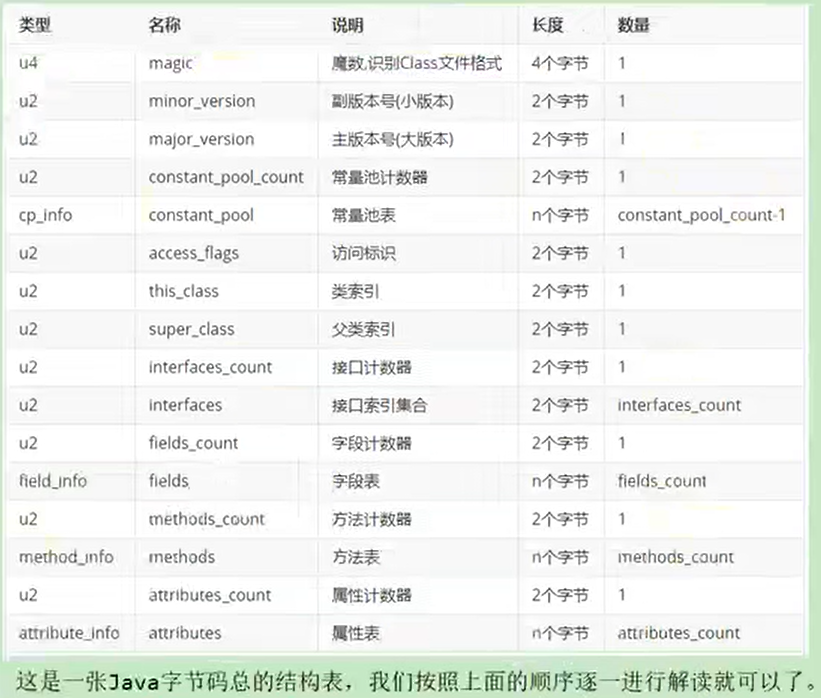 类型 名称 说明 长度 数量
u4 magic 魔数,识别Class文件格式 4个字节 1
u2 minor_version 副版本号(小版本) 2个字节 1
u2 major_version 主版本号(大版本) 2个字节 1
u2 constant_pool_count 常量池计数器 2个字节 1
cp_info constant_pool 常量池表 n个字节 constant_pool_count-1
u2 access_flags 访问标识 2个字节 1
u2 this_class 类索引 2个字节 1
u2 super_class 父类索引 2个字节 1
u2 interfaces_count 接口计数器 2个字节 1
u2 interfaces 接口索引集合 2个字节 interfaces_count
u2 fields_count 字段计数器 2个字节 1
field_info fields 字段表 n个字节 fields_count
u2 methods_count 方法计数器 2个字节 1
method_info methods 方法表 n个字节 methods_count
u2 attributes_count 属性计数器 2个字节 1
attribute_info attributes 属性表 n个字节 attributes_count
这是一张Java字节码总的结构表，我们按照上面的顺序逐一进行解读就可以了。